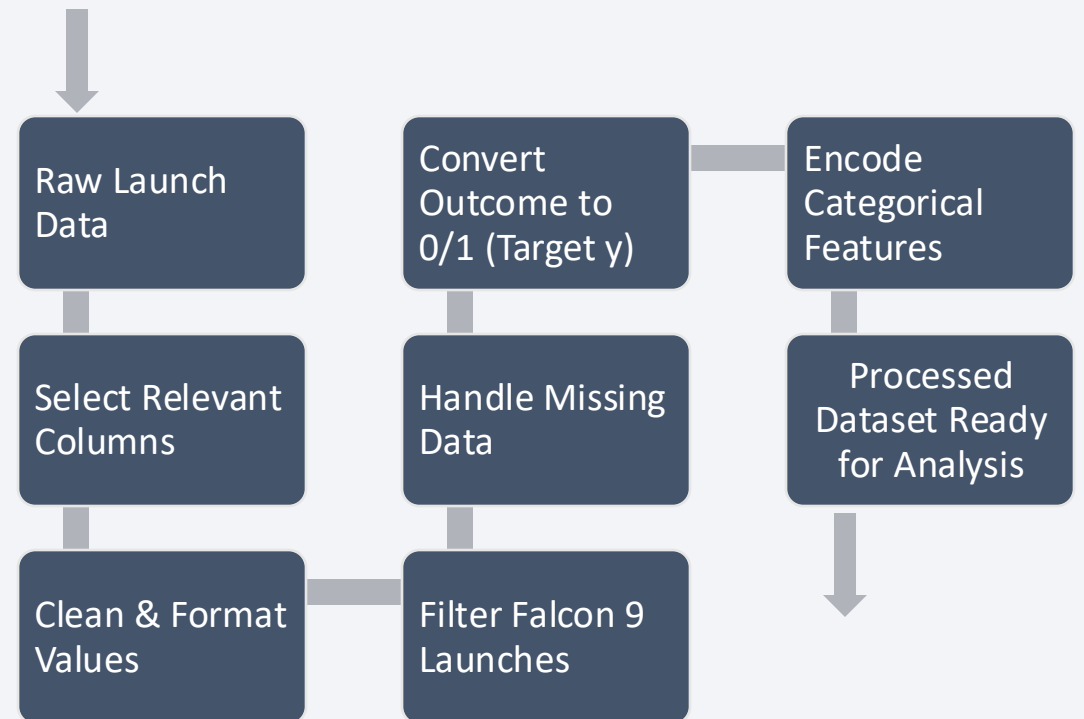 Raw Launch
Data
Select Relevant
Columns
Clean & Format
Values
Filter Falcon 9
Launches
Handle Missing
Data
Convert
Outcome to
0/1 (Target y)
Encode
Categorical
Features
Processed
Dataset Ready
for Analysis